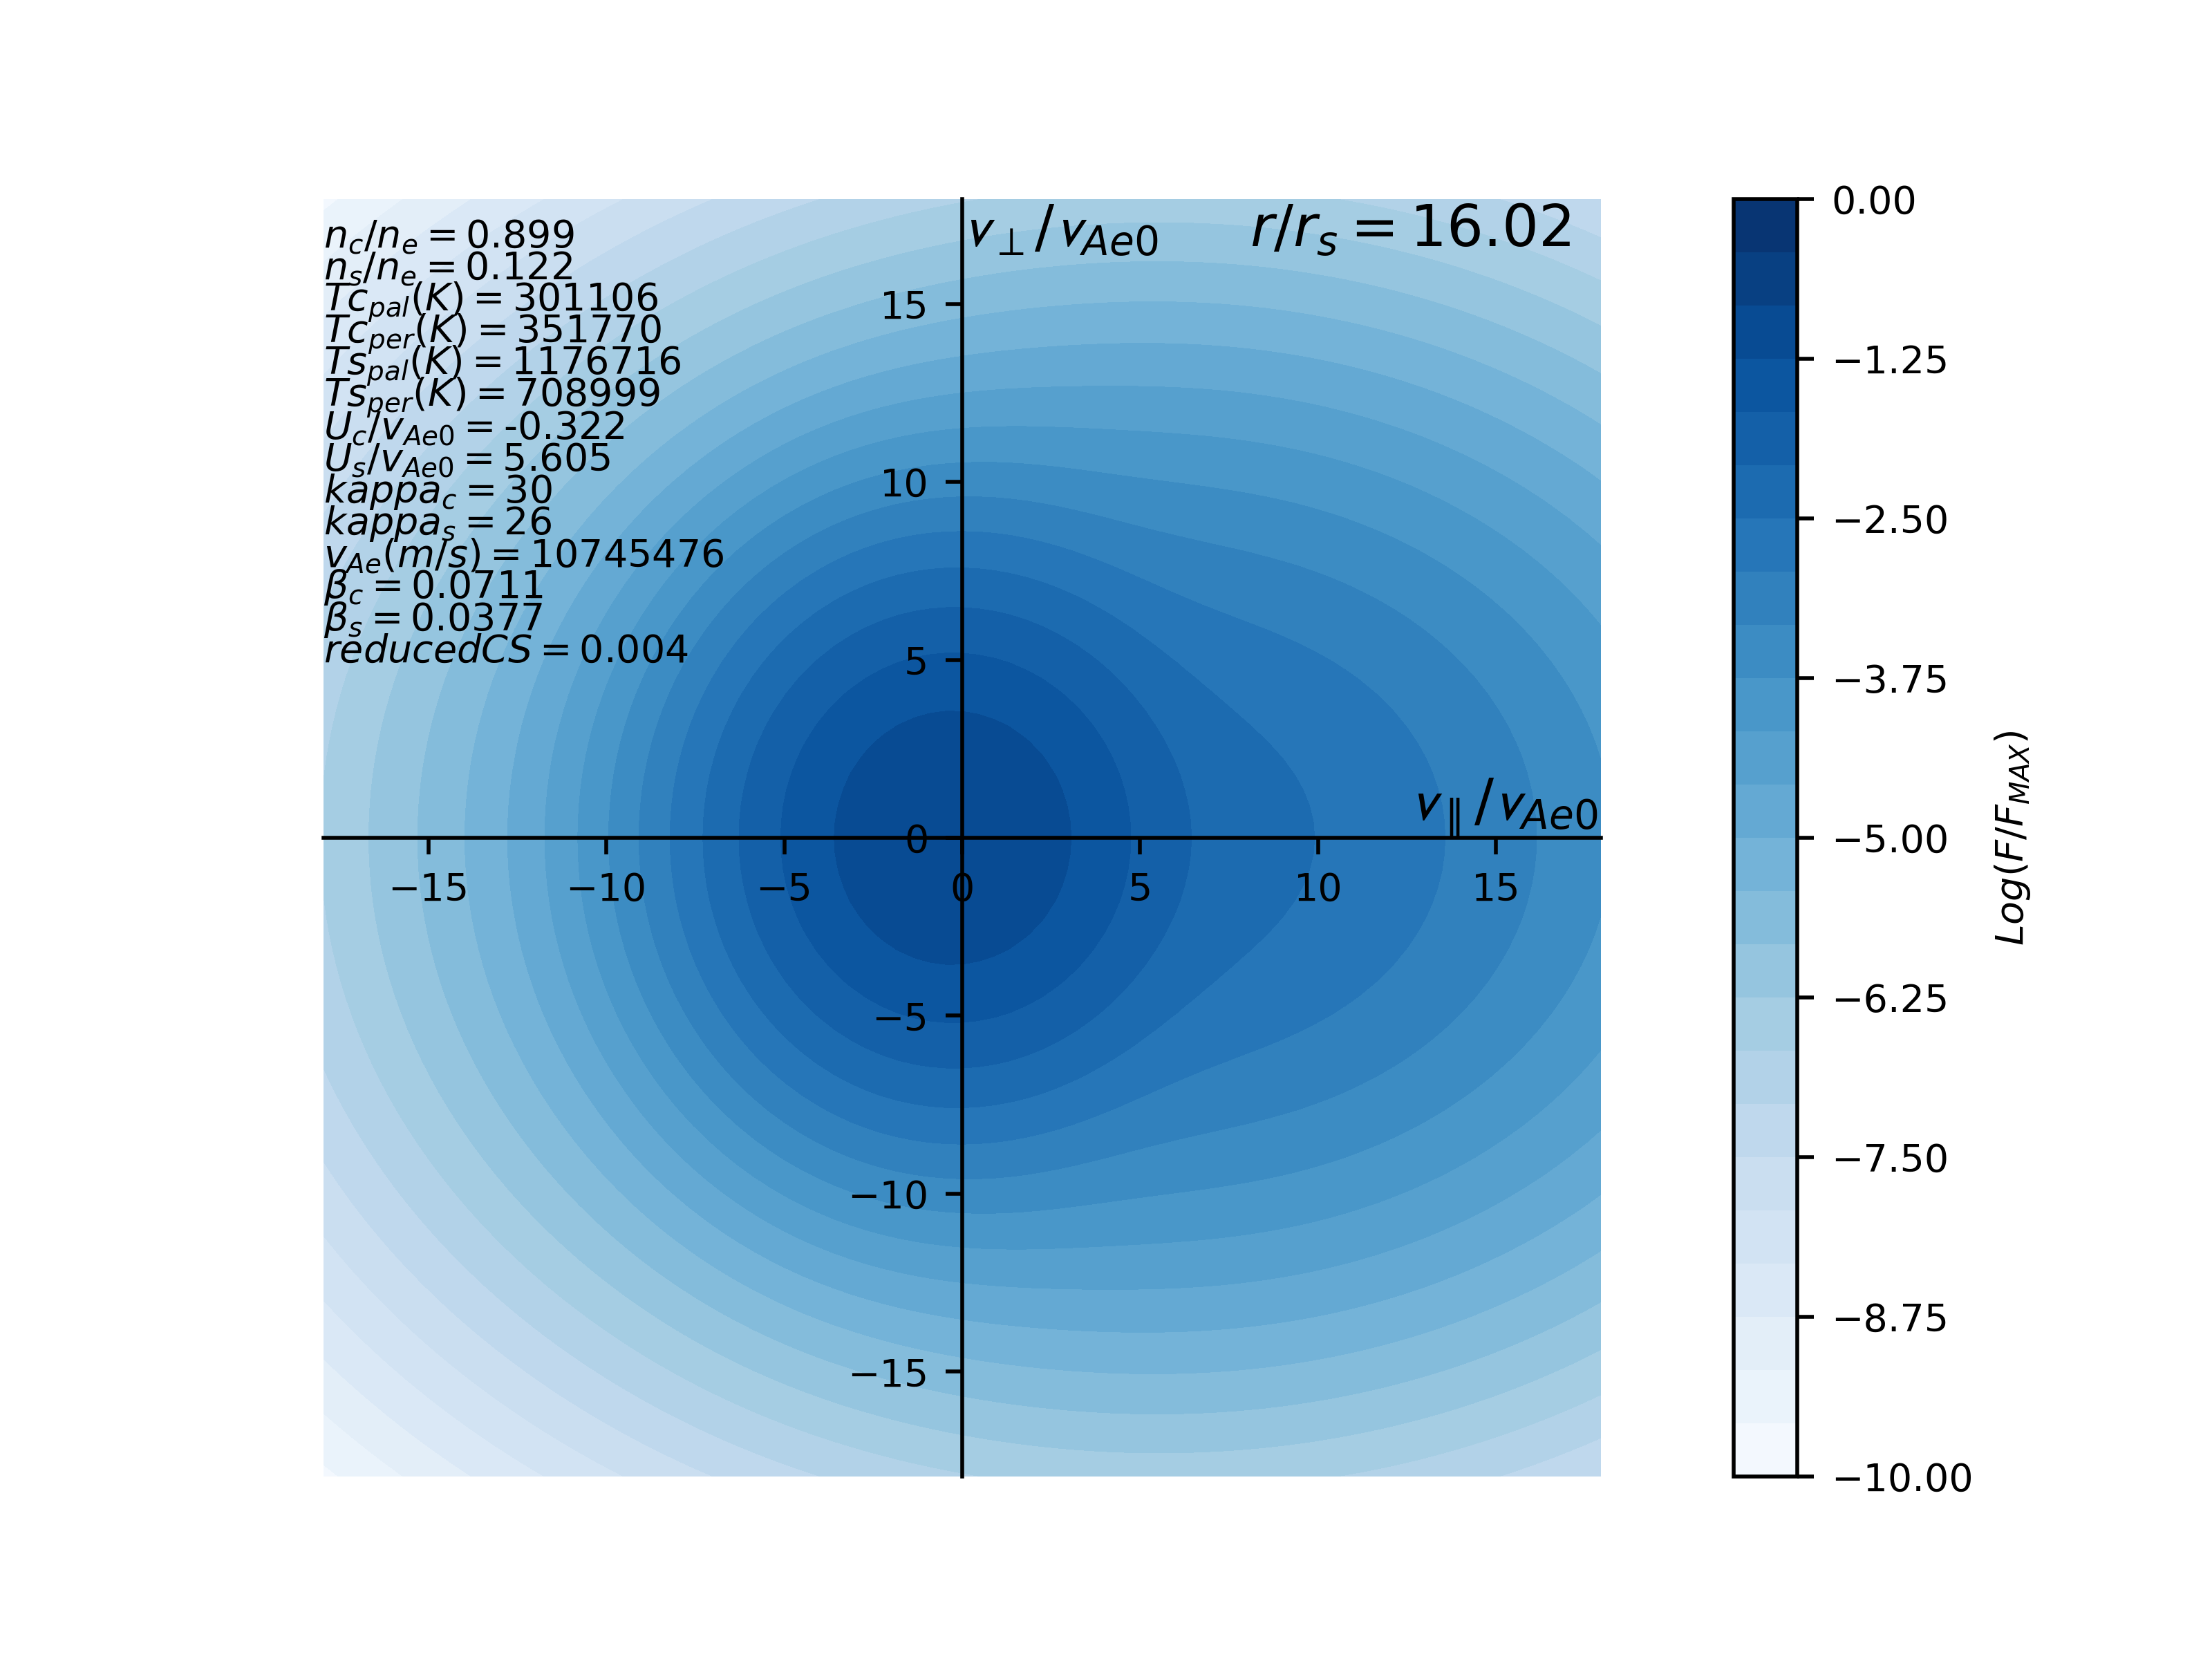 n_c/n_e = 0.899
n_s/n_e = 0.122
Tc_pal(K) = 301106
Tc_per(K) = 351770
Ts_pal(K) = 1176716
Ts_per(K) = 708999
U_c/v_Ae0 = -0.322
U_s/v_Ae0 = 5.605
kappa_c = 30
kappa_s = 26
v_Ae(m/s) = 10745476
β_c = 0.0711
β_s = 0.0377
reducedCS = 0.004
v_⊥/v_Ae0
r/r_s = 16.02
15
10
5
0
−5
−10
−15
v_∥/v_Ae0
−15 −10 −5 0 5 10 15
0.00
−1.25
−2.50
−3.75
−5.00
−6.25
−7.50
−8.75
−10.00
Log(F/F_MAX)